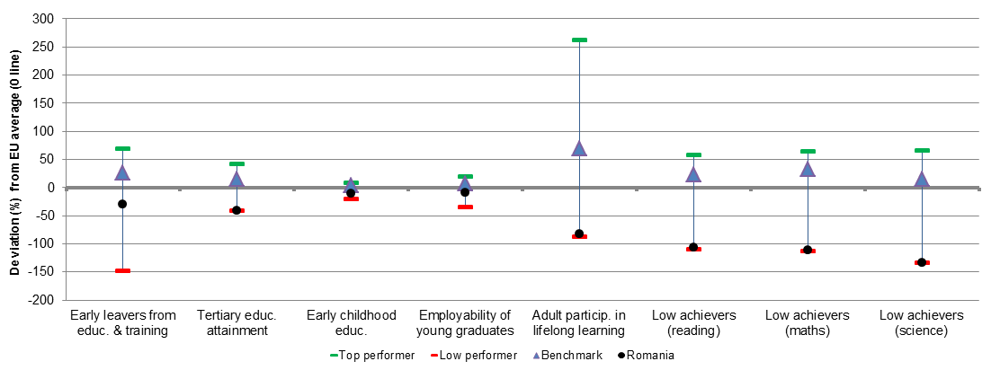 Deviation (%) from EU average (0 line)
300
250
200
150
100
50
0
-50
-100
-150
-200
Early leavers from
educ. & training
Tertiary educ.
attainment
Early childhood
educ.
Employability of
young graduates
Adult particip. in
lifelong learning
Low achievers
(reading)
Low achievers
(maths)
Low achievers
(science)
Top performer
Low performer
Benchmark
Romania